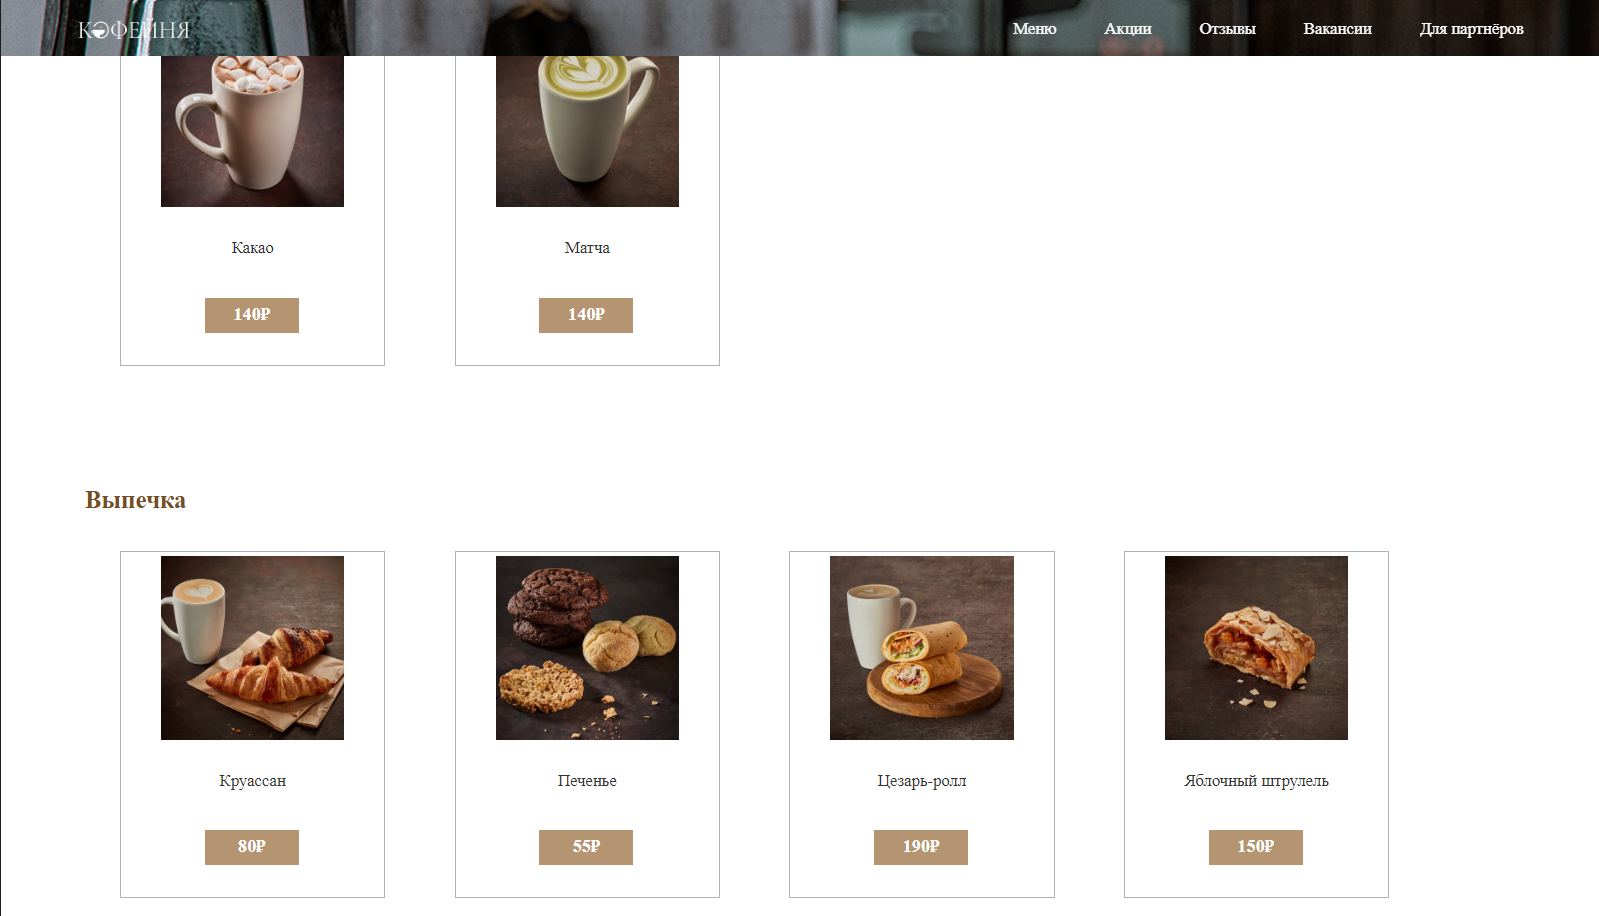 КОФЕЙНЯ
Меню Акции Отзывы Вакансии Для партнёров
Какао Матча
140₽ 140₽
Выпечка
Круассан Печенье Цезарь-ролл Яблочный штрулель
80₽ 55₽ 190₽ 150₽